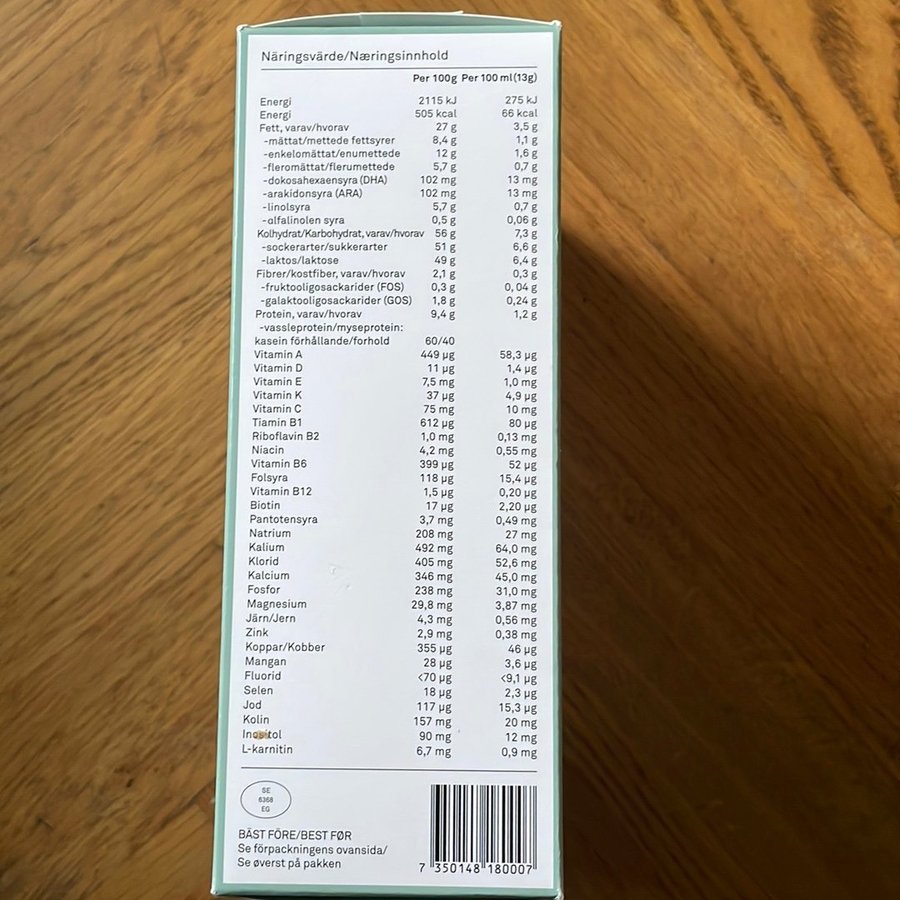 Näringsvärde/Næringsinnhold
Per 100g Per 100 ml(13g)
Energi 2115 kJ 275 kJ
Energi 505 kcal 66 kcal
Fett, varav/hvorav 27 g 3,5 g
-mättat/mettede fettsyrer 8,4 g 1,1 g
-enkelomättat/enumettede 12 g 1,6 g
-fleromättat/flerumettede 5,7 g 0,7 g
-dokosahexaensyra (DHA) 102 mg 13 mg
-arakidonsyra (ARA) 102 mg 13 mg
-linolsyra 5,7 g 0,7 g
-alfalinolen syra 0,5 g 0,06 g
Kolhydrat/Karbohydrat, varav/hvorav 56 g 7,3 g
-sockerarter/sukkerarter 51 g 6,6 g
-laktos/laktose 49 g 6,4 g
Fibrer/kostfiber, varav/hvorav 2,1 g 0,3 g
-fruktooligosackarider (FOS) 0,3 g 0,04 g
-galaktooligosackarider (GOS) 1,8 g 0,24 g
Protein, varav/hvorav 9,4 g 1,2 g
-vassleprotein/myseprotein:
kasein förhållande/forhold 60/40
Vitamin A 449 µg 58,3 µg
Vitamin D 11 µg 1,4 µg
Vitamin E 7,5 mg 1,0 mg
Vitamin K 37 µg 4,9 µg
Vitamin C 75 mg 10 mg
Tiamin B1 612 µg 80 µg
Riboflavin B2 1,0 mg 0,13 mg
Niacin 4,2 mg 0,55 mg
Vitamin B6 399 µg 52 µg
Folsyra 118 µg 15,4 µg
Vitamin B12 1,5 µg 0,20 µg
Biotin 17 µg 2,20 µg
Pantotensyra 3,7 mg 0,49 mg
Natrium 208 mg 27 mg
Kalium 492 mg 64,0 mg
Klorid 405 mg 52,6 mg
Kalcium 346 mg 45,0 mg
Fosfor 238 mg 31,0 mg
Magnesium 29,8 mg 3,87 mg
Järn/Jern 4,3 mg 0,56 mg
Zink 2,9 mg 0,38 mg
Koppar/Kobber 355 µg 46 µg
Mangan 28 µg 3,6 µg
Fluorid <70 µg <9,1 µg
Selen 18 µg 2,3 µg
Jod 117 µg 15,3 µg
Kolin 157 mg 20 mg
Inositol 90 mg 12 mg
L-karnitin 6,7 mg 0,9 mg
SE
6368
EG
BÄST FÖRE/BEST FØR
Se förpackningens ovansida/
Se øverst på pakken
7 350148 180007